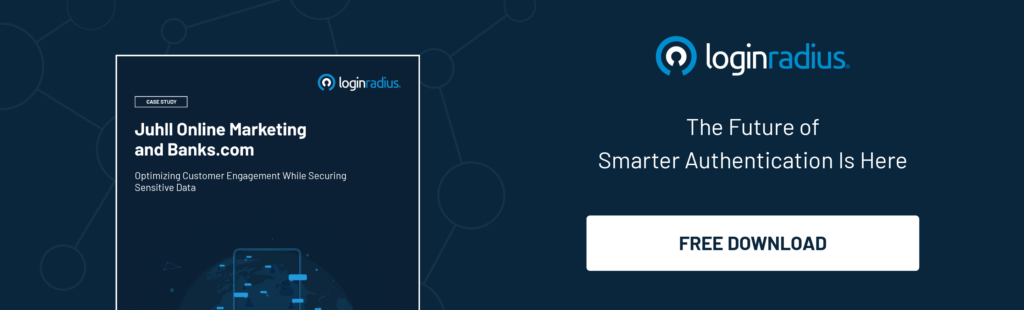 loginradius
CASE STUDY
Juhll Online Marketing
and Banks.com
Optimizing Customer Engagement While Securing
Sensitive Data
loginradius
The Future of
Smarter Authentication Is Here
FREE DOWNLOAD